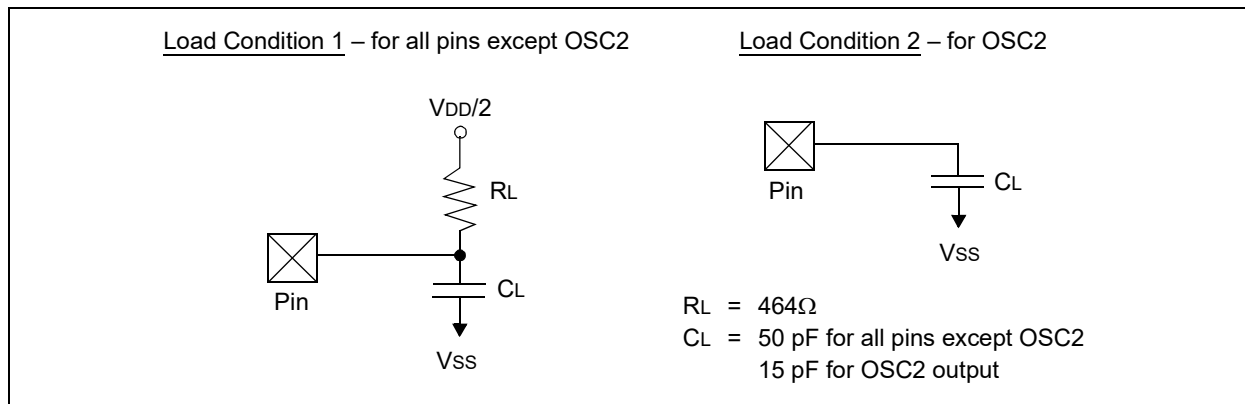 Load Condition 1 – for all pins except OSC2
VDD/2
RL
Pin
CL
VSS
Load Condition 2 – for OSC2
Pin
CL
VSS
RL = 464Ω
CL = 50 pF for all pins except OSC2
15 pF for OSC2 output